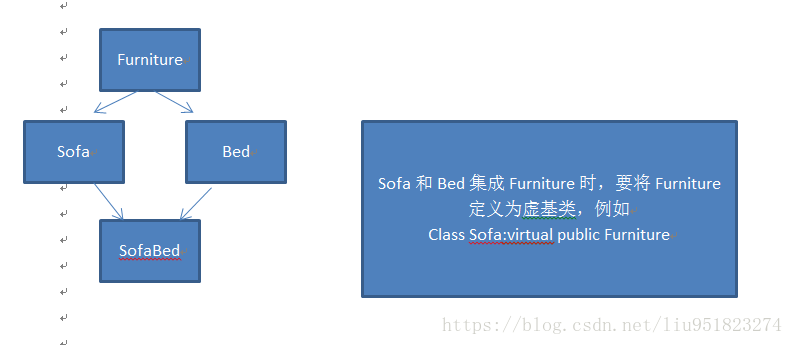 Furniture
Sofa
Bed
SofaBed
Sofa 和 Bed 集成 Furniture 时，要将 Furniture
定义为虚基类，例如
Class Sofa:virtual public Furniture
https://blog.csdn.net/liu951823274